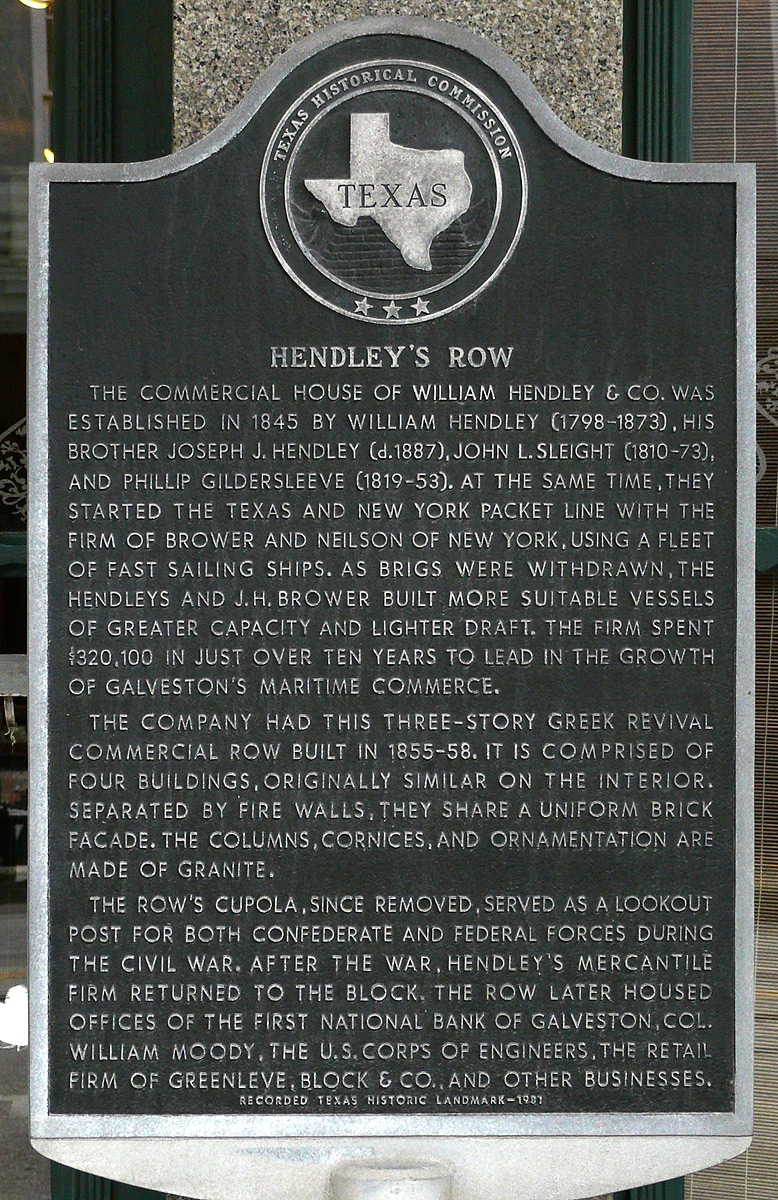 TEXAS HISTORICAL COMMISSION
TEXAS
HENDLEY'S ROW
THE COMMERCIAL HOUSE OF WILLIAM HENDLEY & CO. WAS
ESTABLISHED IN 1845 BY WILLIAM HENDLEY (1798-1873), HIS
BROTHER JOSEPH J. HENDLEY (d.1887), JOHN L. SLEIGHT (1810-73),
AND PHILLIP GILDERSLEEVE (1819-53). AT THE SAME TIME, THEY
STARTED THE TEXAS AND NEW YORK PACKET LINE WITH THE
FIRM OF BROWER AND NEILSON OF NEW YORK, USING A FLEET
OF FAST SAILING SHIPS. AS BRIGS WERE WITHDRAWN, THE
HENDLEYS AND J.H. BROWER BUILT MORE SUITABLE VESSELS
OF GREATER CAPACITY AND LIGHTER DRAFT. THE FIRM SPENT
$320,100 IN JUST OVER TEN YEARS TO LEAD IN THE GROWTH
OF GALVESTON'S MARITIME COMMERCE.
THE COMPANY HAD THIS THREE-STORY GREEK REVIVAL
COMMERCIAL ROW BUILT IN 1855-58. IT IS COMPRISED OF
FOUR BUILDINGS, ORIGINALLY SIMILAR ON THE INTERIOR.
SEPARATED BY FIRE WALLS, THEY SHARE A UNIFORM BRICK
FACADE. THE COLUMNS, CORNICES, AND ORNAMENTATION ARE
MADE OF GRANITE.
THE ROW'S CUPOLA, SINCE REMOVED, SERVED AS A LOOKOUT
POST FOR BOTH CONFEDERATE AND FEDERAL FORCES DURING
THE CIVIL WAR. AFTER THE WAR, HENDLEY'S MERCANTILE
FIRM RETURNED TO THE BLOCK. THE ROW LATER HOUSED
OFFICES OF THE FIRST NATIONAL BANK OF GALVESTON, COL.
WILLIAM MOODY, THE U.S. CORPS OF ENGINEERS, THE RETAIL
FIRM OF GREENLEVE, BLOCK & CO., AND OTHER BUSINESSES.
RECORDED TEXAS HISTORIC LANDMARK-1981